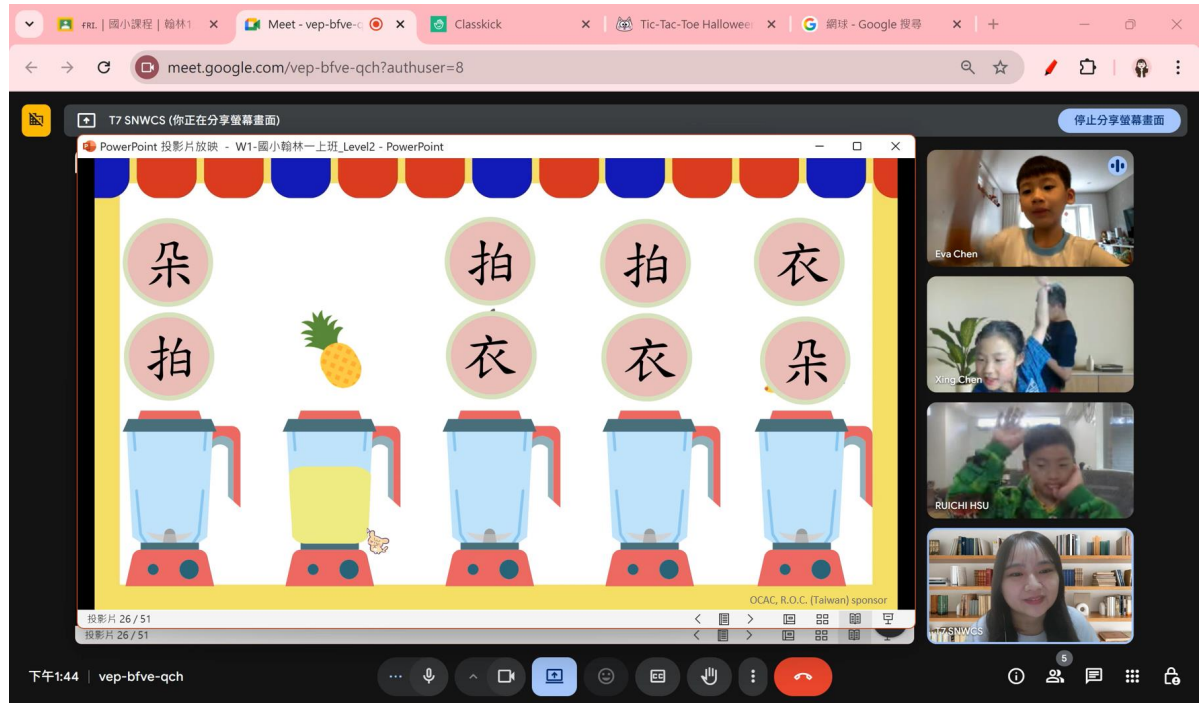 FRI. | 國小課程 | 翰林1
Meet - vep-bfve-q
Classkick
Tic-Tac-Toe Hallowee
網球 - Google 搜尋
meet.google.com/vep-bfve-qch?authuser=8
T7 SNWCS (你正在分享螢幕畫面)
停止分享螢幕畫面
PowerPoint 投影片放映 - W1-國小翰林一上班_Level2 - PowerPoint
朵 拍 拍 衣
拍 衣 衣 朵
OCAC, R.O.C. (Taiwan) sponsor
投影片 26 / 51
投影片 26 / 51
Eva Chen
Xing Chen
RUICHI HSU
T7 SNWCS
下午1:44 | vep-bfve-qch
CC
5